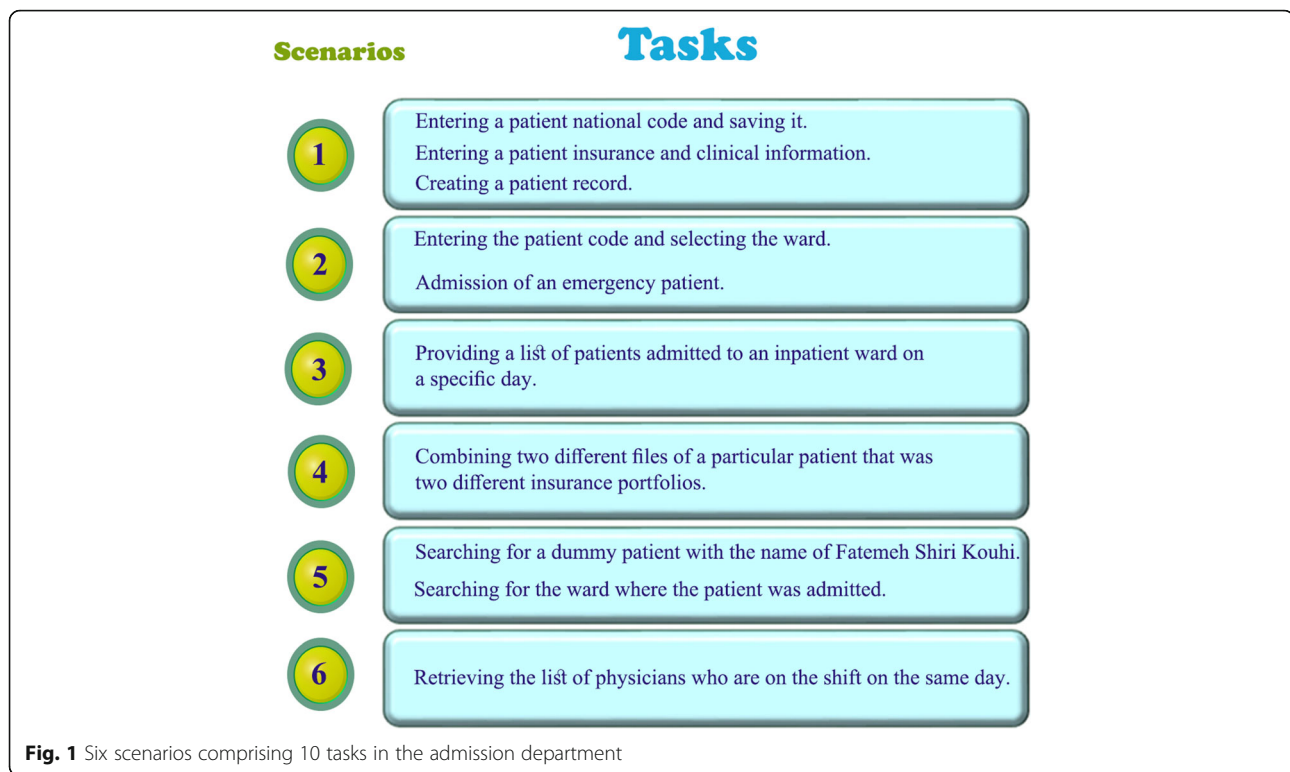 Scenarios
Tasks
1
Entering a patient national code and saving it.
Entering a patient insurance and clinical information.
Creating a patient record.
2
Entering the patient code and selecting the ward.
Admission of an emergency patient.
3
Providing a list of patients admitted to an inpatient ward on
a specific day.
4
Combining two different files of a particular patient that was
two different insurance portfolios.
5
Searching for a dummy patient with the name of Fatemeh Shiri Kouhi.
Searching for the ward where the patient was admitted.
6
Retrieving the list of physicians who are on the shift on the same day.
Fig. 1 Six scenarios comprising 10 tasks in the admission department